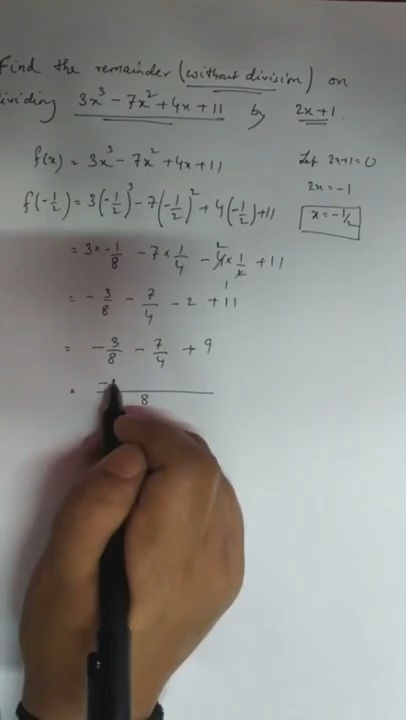 Find the remainder (without division) on
dividing 3x³ - 7x² + 4x + 11 by 2x+1.
f(x) = 3x³ - 7x² + 4x + 11
Let 2x+1=0
f(-1/2) = 3(-1/2)³ - 7(-1/2)² + 4(-1/2) + 11
2x = -1
x = -1/2
= 3 × -1/8 - 7 × 1/4 - 4 × 1/2 + 11
= -3/8 - 7/4 - 2 + 11
= -3/8 - 7/4 + 9
= - /8